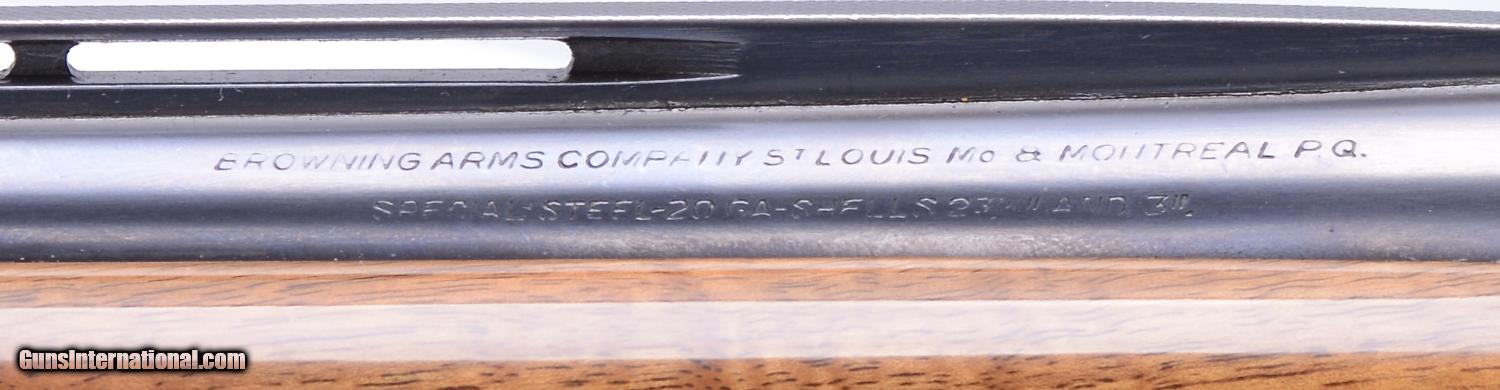 BROWNING ARMS COMPANY ST LOUIS MO & MONTREAL P.Q.
SPECIAL STEEL-20 GA-SHELLS 2¾" AND 3"
GunsInternational.com